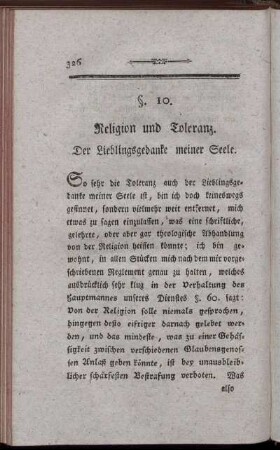 326
§. 10.
Religion und Toleranz.
Der Lieblingsgedanke meiner Seele.
So sehr die Toleranz auch der Lieblingsge-
danke meiner Seele ist, bin ich doch keineswegs
gesinnet, sondern vielmehr weit entfernet, mich
etwas zu sagen einzulassen, was eine schriftliche,
gelehrte, oder aber gar theologische Abhandlung
von der Religion heissen könnte; ich bin ge-
wohnt, in allen Stücken mich nach dem mir vorge-
schriebenen Reglement genau zu halten, welches
ausdrücklich sehr klug in der Verhaltung des
Hauptmannes unsers Dienstes §. 60. sagt:
Von der Religion solle niemals gesprochen,
hingegen desto eifriger darnach gelebet wer-
den, und das mindeste, was zu einer Gehäs-
sigkeit zwischen verschiedenen Glaubensgenos-
sen Anlaß geben könnte, ist bey unausbleib-
licher schärfesten Bestrafung verboten. Was
also